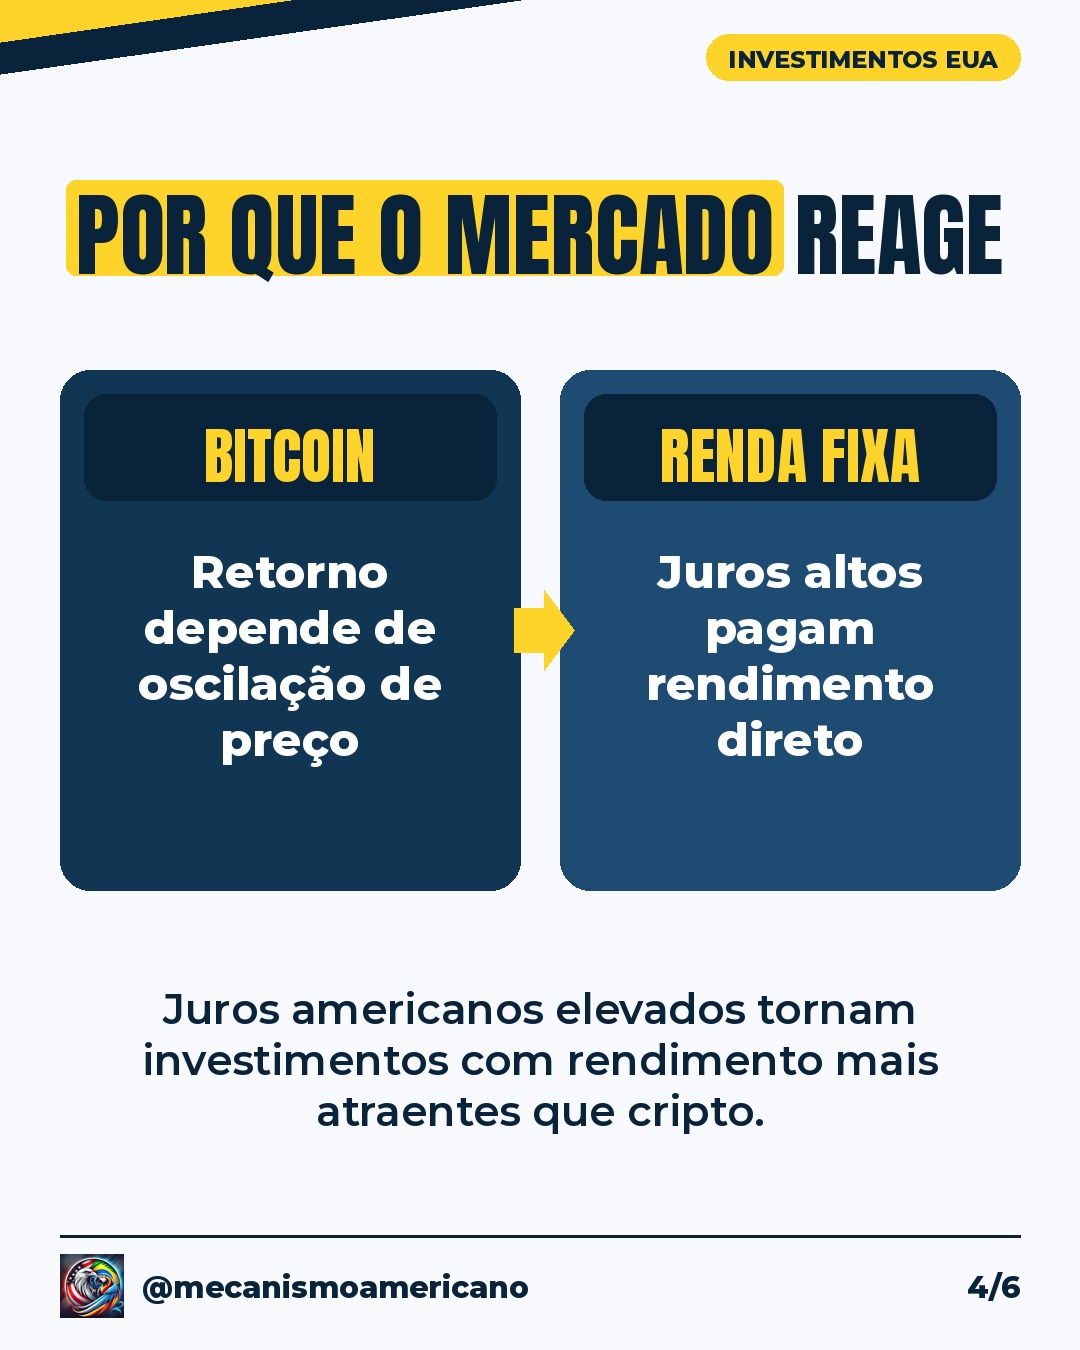 INVESTIMENTOS EUA
POR QUE O MERCADO REAGE
BITCOIN
Retorno
depende de
oscilação de
preço
RENDA FIXA
Juros altos
pagam
rendimento
direto
Juros americanos elevados tornam
investimentos com rendimento mais
atraentes que cripto.
@mecanismoamericano
4/6